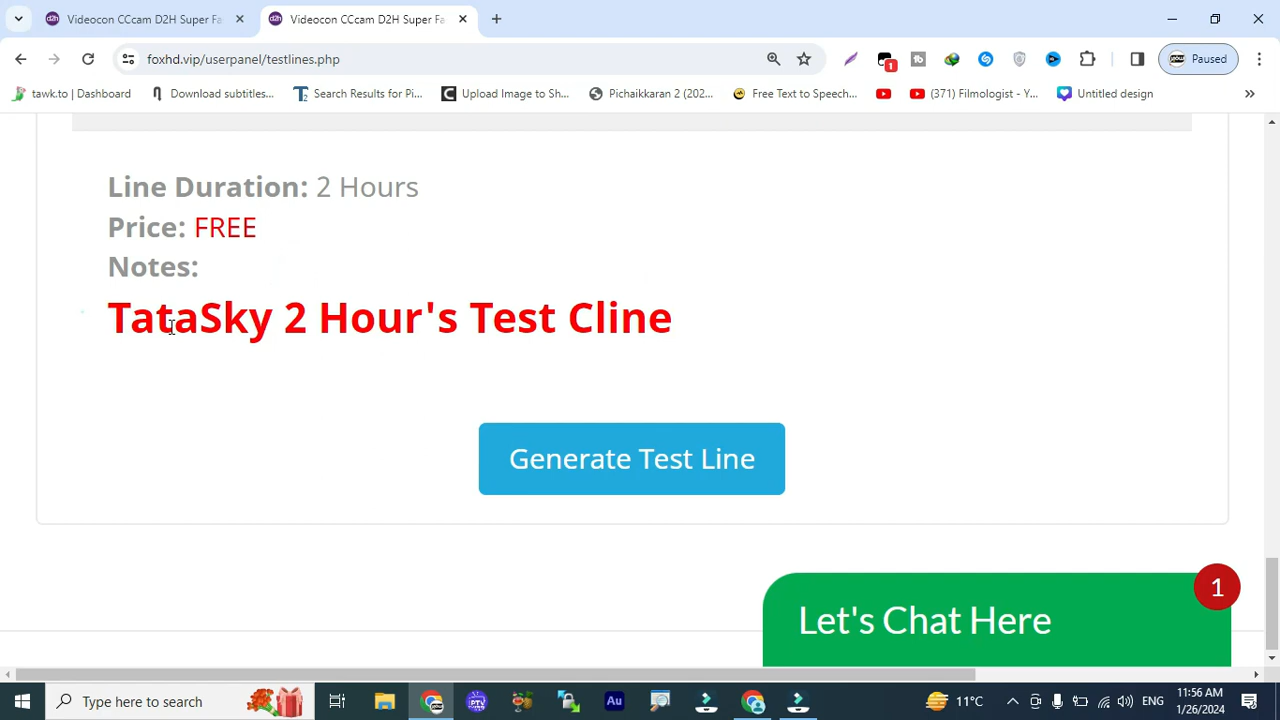 Videocon CCcam D2H Super Fa
Videocon CCcam D2H Super Fa
foxhd.vip/userpanel/testlines.php
1
Paused
tawk.to | Dashboard
Download subtitles...
Search Results for Pi...
Upload Image to Sh...
Pichaikkaran 2 (202...
Free Text to Speech...
(371) Filmologist - Y...
Untitled design
Line Duration: 2 Hours
Price: FREE
Notes:
TataSky 2 Hour's Test Cline
Generate Test Line
1
Let's Chat Here
Type here to search
11°C
ENG
11:56 AM
1/26/2024